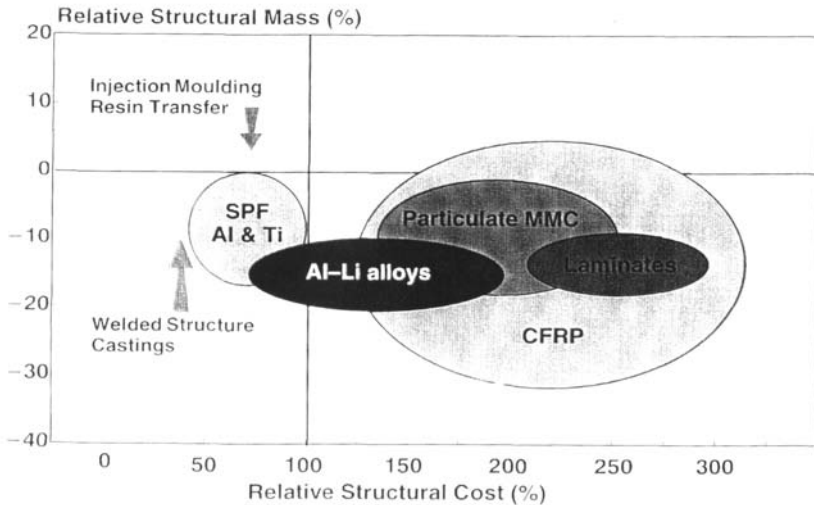 Relative Structural Mass (%)
20
10
0
−10
−20
−30
−40
Injection Moulding
Resin Transfer
SPF
Al & Ti
Particulate MMC
Al–Li alloys
Laminates
CFRP
Welded Structure
Castings
0 50 100 150 200 250 300
Relative Structural Cost (%)